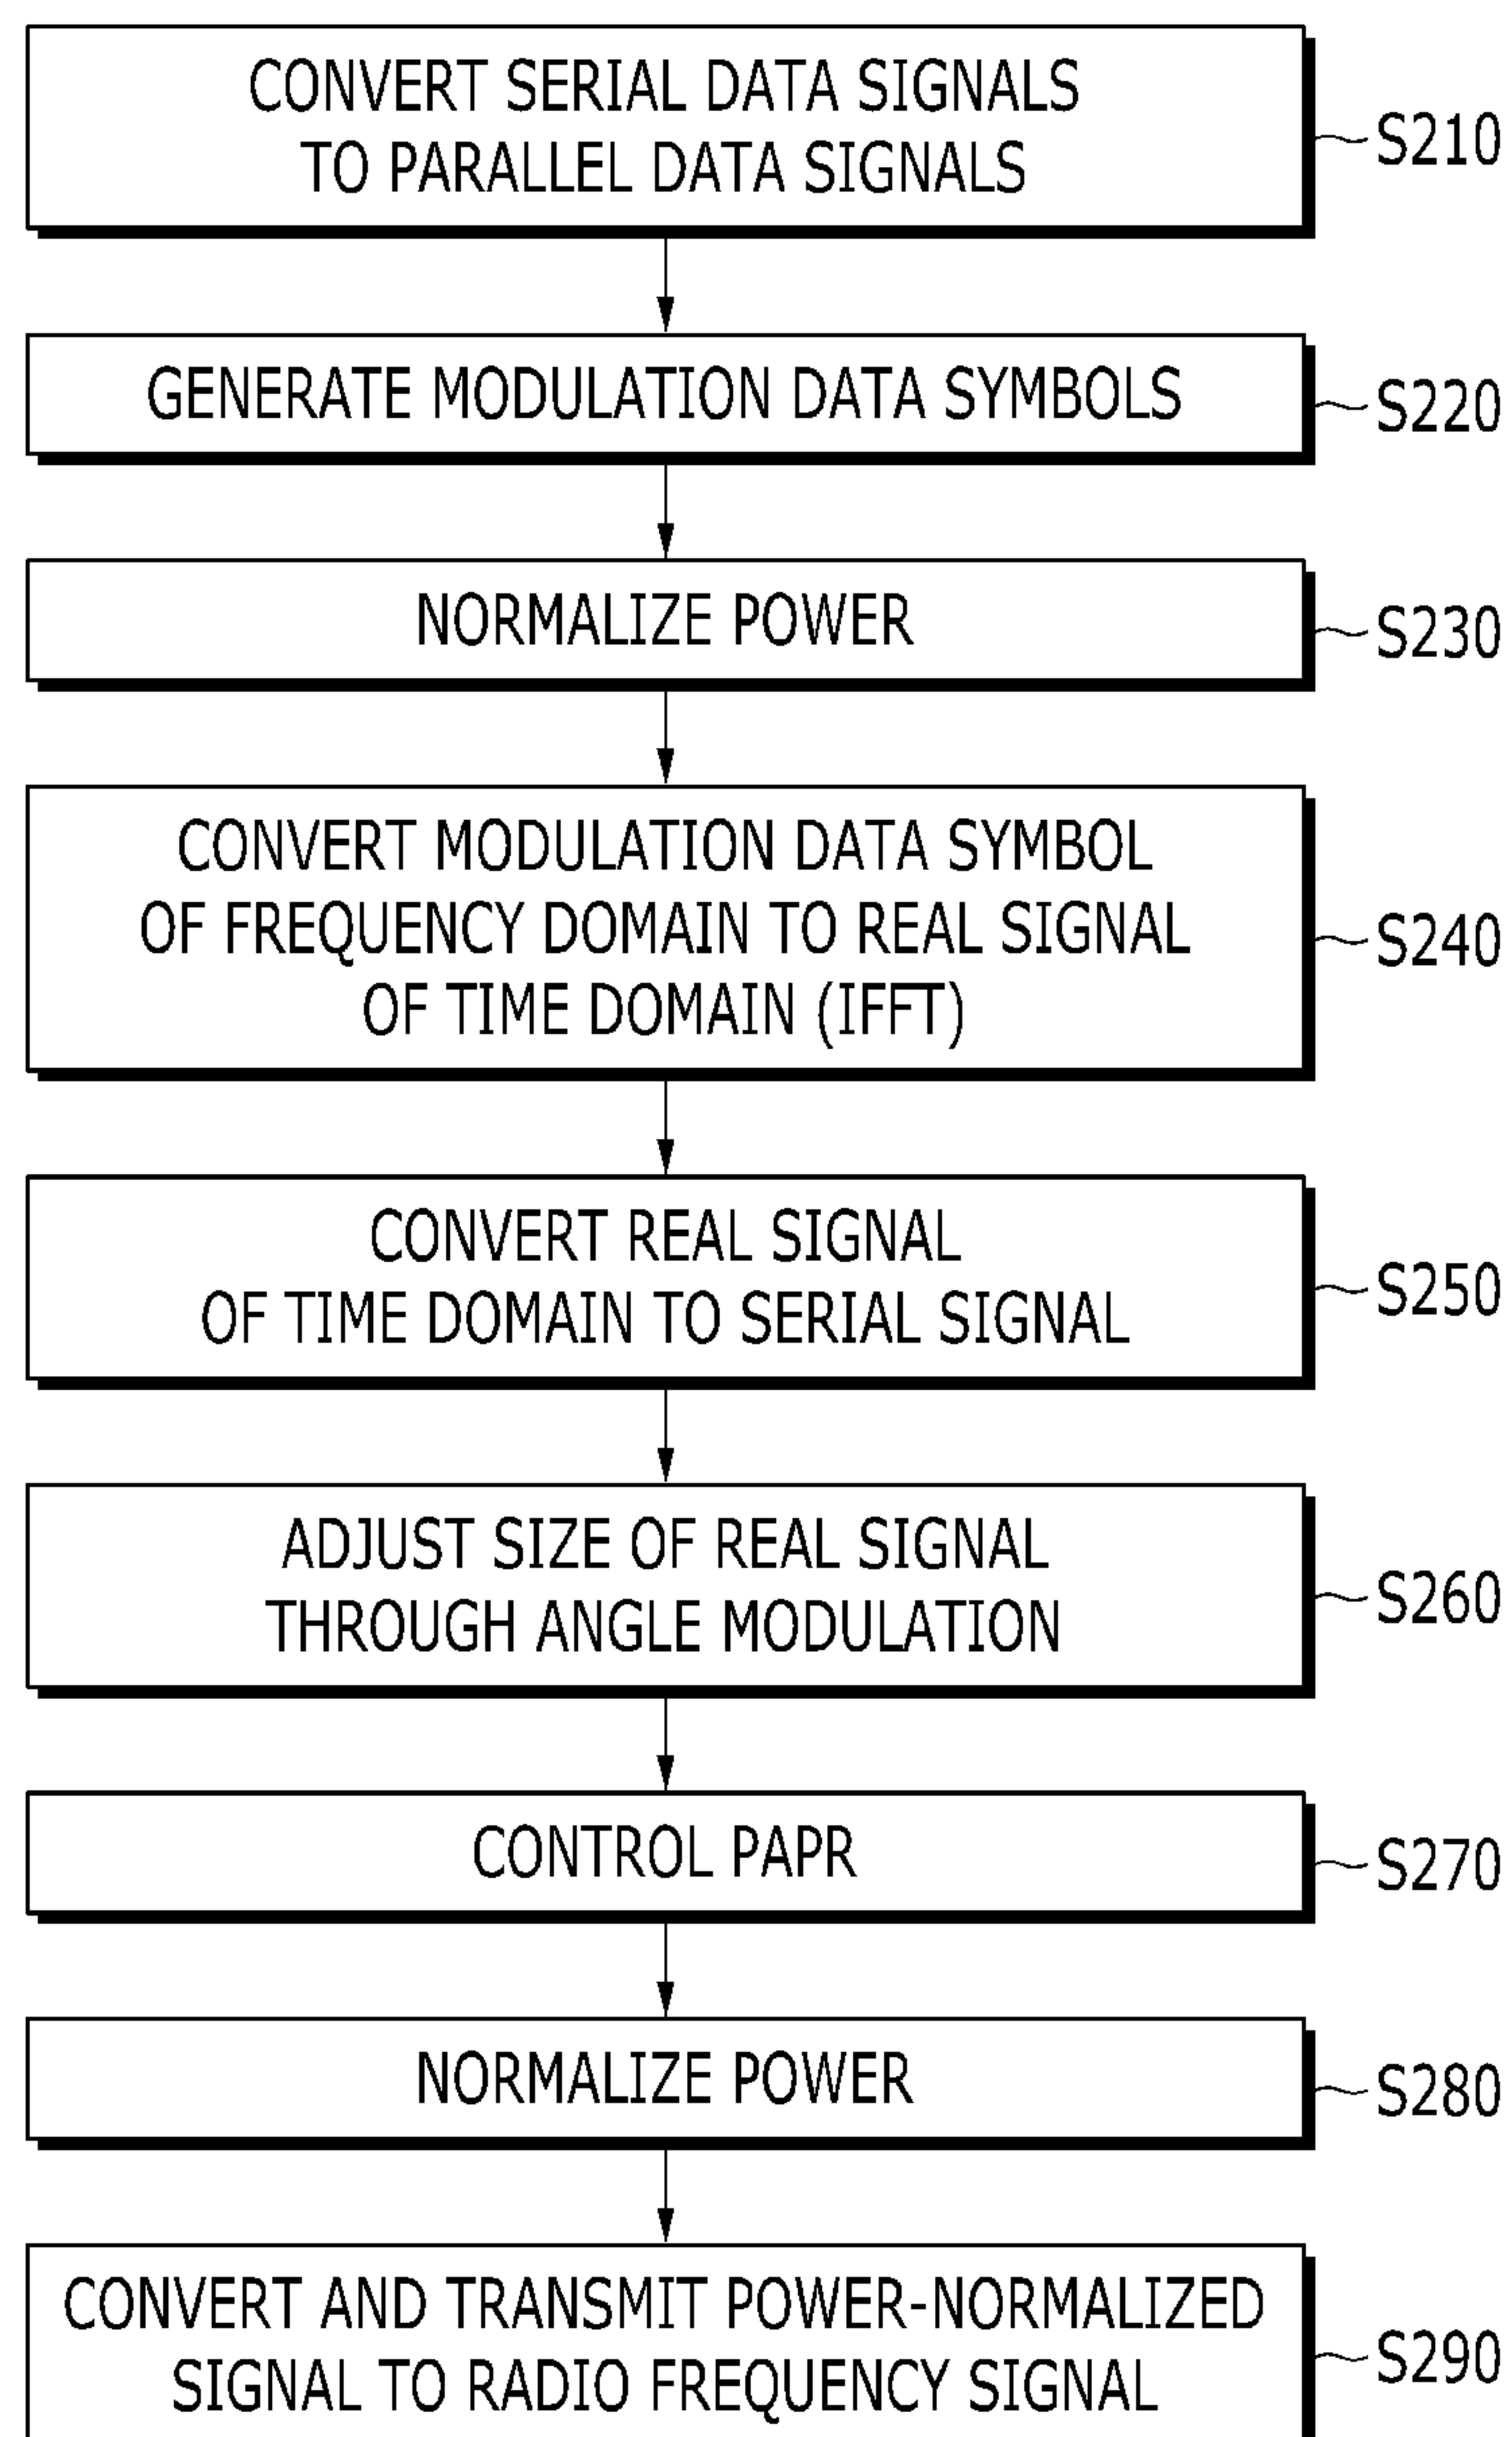 CONVERT SERIAL DATA SIGNALS
TO PARALLEL DATA SIGNALS
S210
GENERATE MODULATION DATA SYMBOLS
S220
NORMALIZE POWER
S230
CONVERT MODULATION DATA SYMBOL
OF FREQUENCY DOMAIN TO REAL SIGNAL
OF TIME DOMAIN (IFFT)
S240
CONVERT REAL SIGNAL
OF TIME DOMAIN TO SERIAL SIGNAL
S250
ADJUST SIZE OF REAL SIGNAL
THROUGH ANGLE MODULATION
S260
CONTROL PAPR
S270
NORMALIZE POWER
S280
CONVERT AND TRANSMIT POWER-NORMALIZED
SIGNAL TO RADIO FREQUENCY SIGNAL
S290